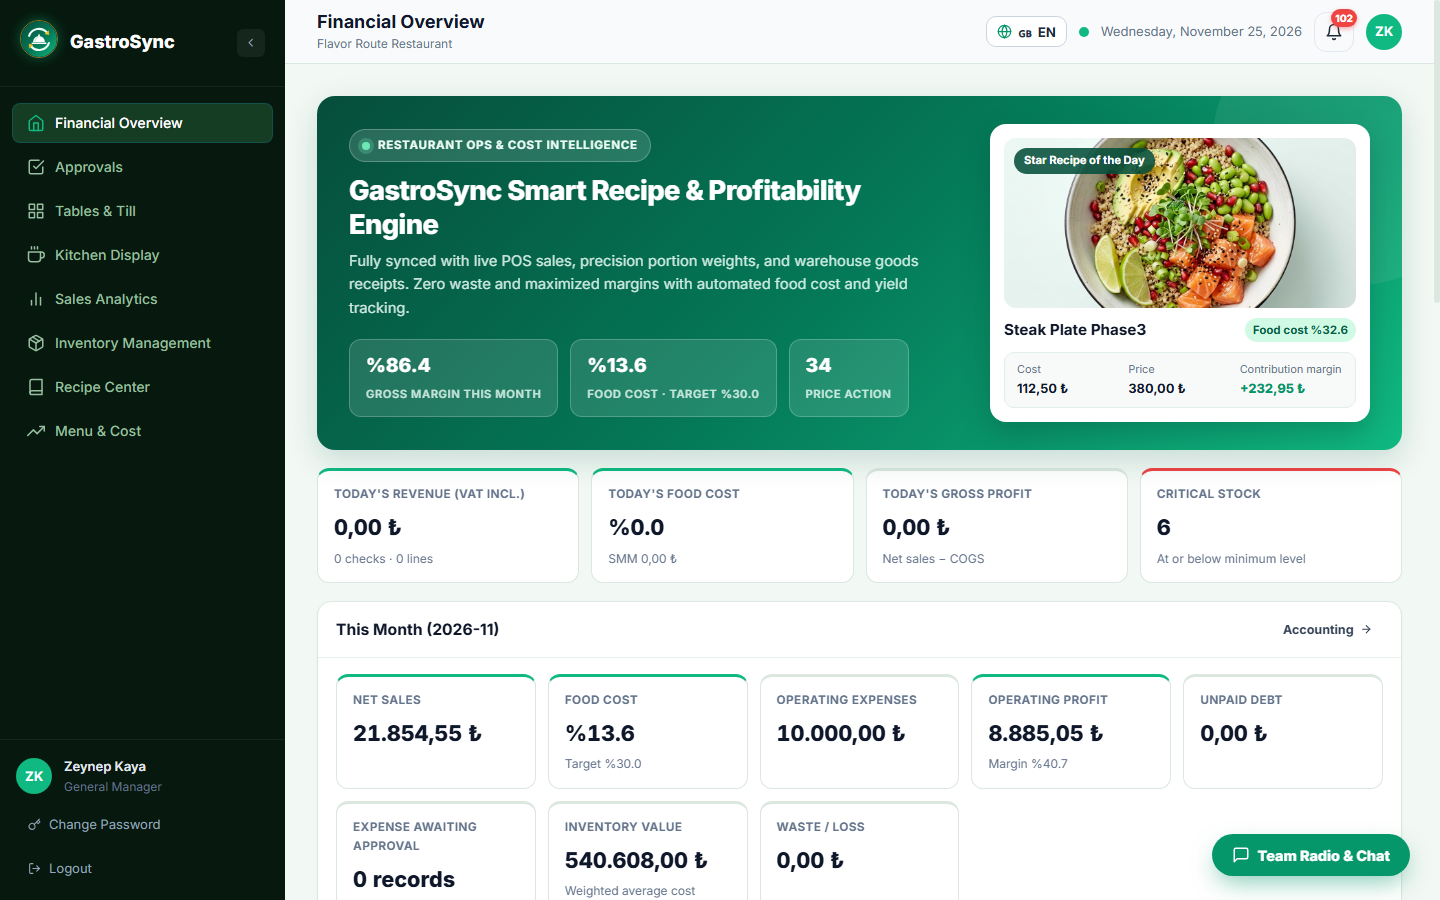 GastroSync
Financial Overview
Approvals
Tables & Till
Kitchen Display
Sales Analytics
Inventory Management
Recipe Center
Menu & Cost
ZK
Zeynep Kaya
General Manager
Change Password
Logout
Financial Overview
Flavor Route Restaurant
GB EN
Wednesday, November 25, 2026
102
ZK
RESTAURANT OPS & COST INTELLIGENCE
GastroSync Smart Recipe & Profitability
Engine
Fully synced with live POS sales, precision portion weights, and warehouse goods
receipts. Zero waste and maximized margins with automated food cost and yield
tracking.
%86.4
GROSS MARGIN THIS MONTH
%13.6
FOOD COST · TARGET %30.0
34
PRICE ACTION
Star Recipe of the Day
Steak Plate Phase3
Food cost %32.6
Cost
112,50 ₺
Price
380,00 ₺
Contribution margin
+232,95 ₺
TODAY'S REVENUE (VAT INCL.)
0,00 ₺
0 checks · 0 lines
TODAY'S FOOD COST
%0.0
SMM 0,00 ₺
TODAY'S GROSS PROFIT
0,00 ₺
Net sales − COGS
CRITICAL STOCK
6
At or below minimum level
This Month (2026-11)
Accounting →
NET SALES
21.854,55 ₺
FOOD COST
%13.6
Target %30.0
OPERATING EXPENSES
10.000,00 ₺
OPERATING PROFIT
8.885,05 ₺
Margin %40.7
UNPAID DEBT
0,00 ₺
EXPENSE AWAITING
APPROVAL
0 records
INVENTORY VALUE
540.608,00 ₺
Weighted average cost
WASTE / LOSS
0,00 ₺
Team Radio & Chat